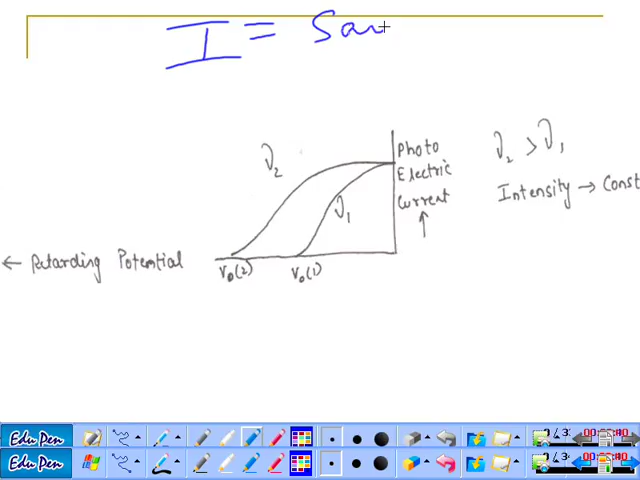 I = Sam
ν₂
Photo
Electric
Current
↑
ν₂ > ν₁
Intensity → Const
ν₁
← Retarding Potential
V₀(2) V₀(1)
Edu Pen
Edu Pen